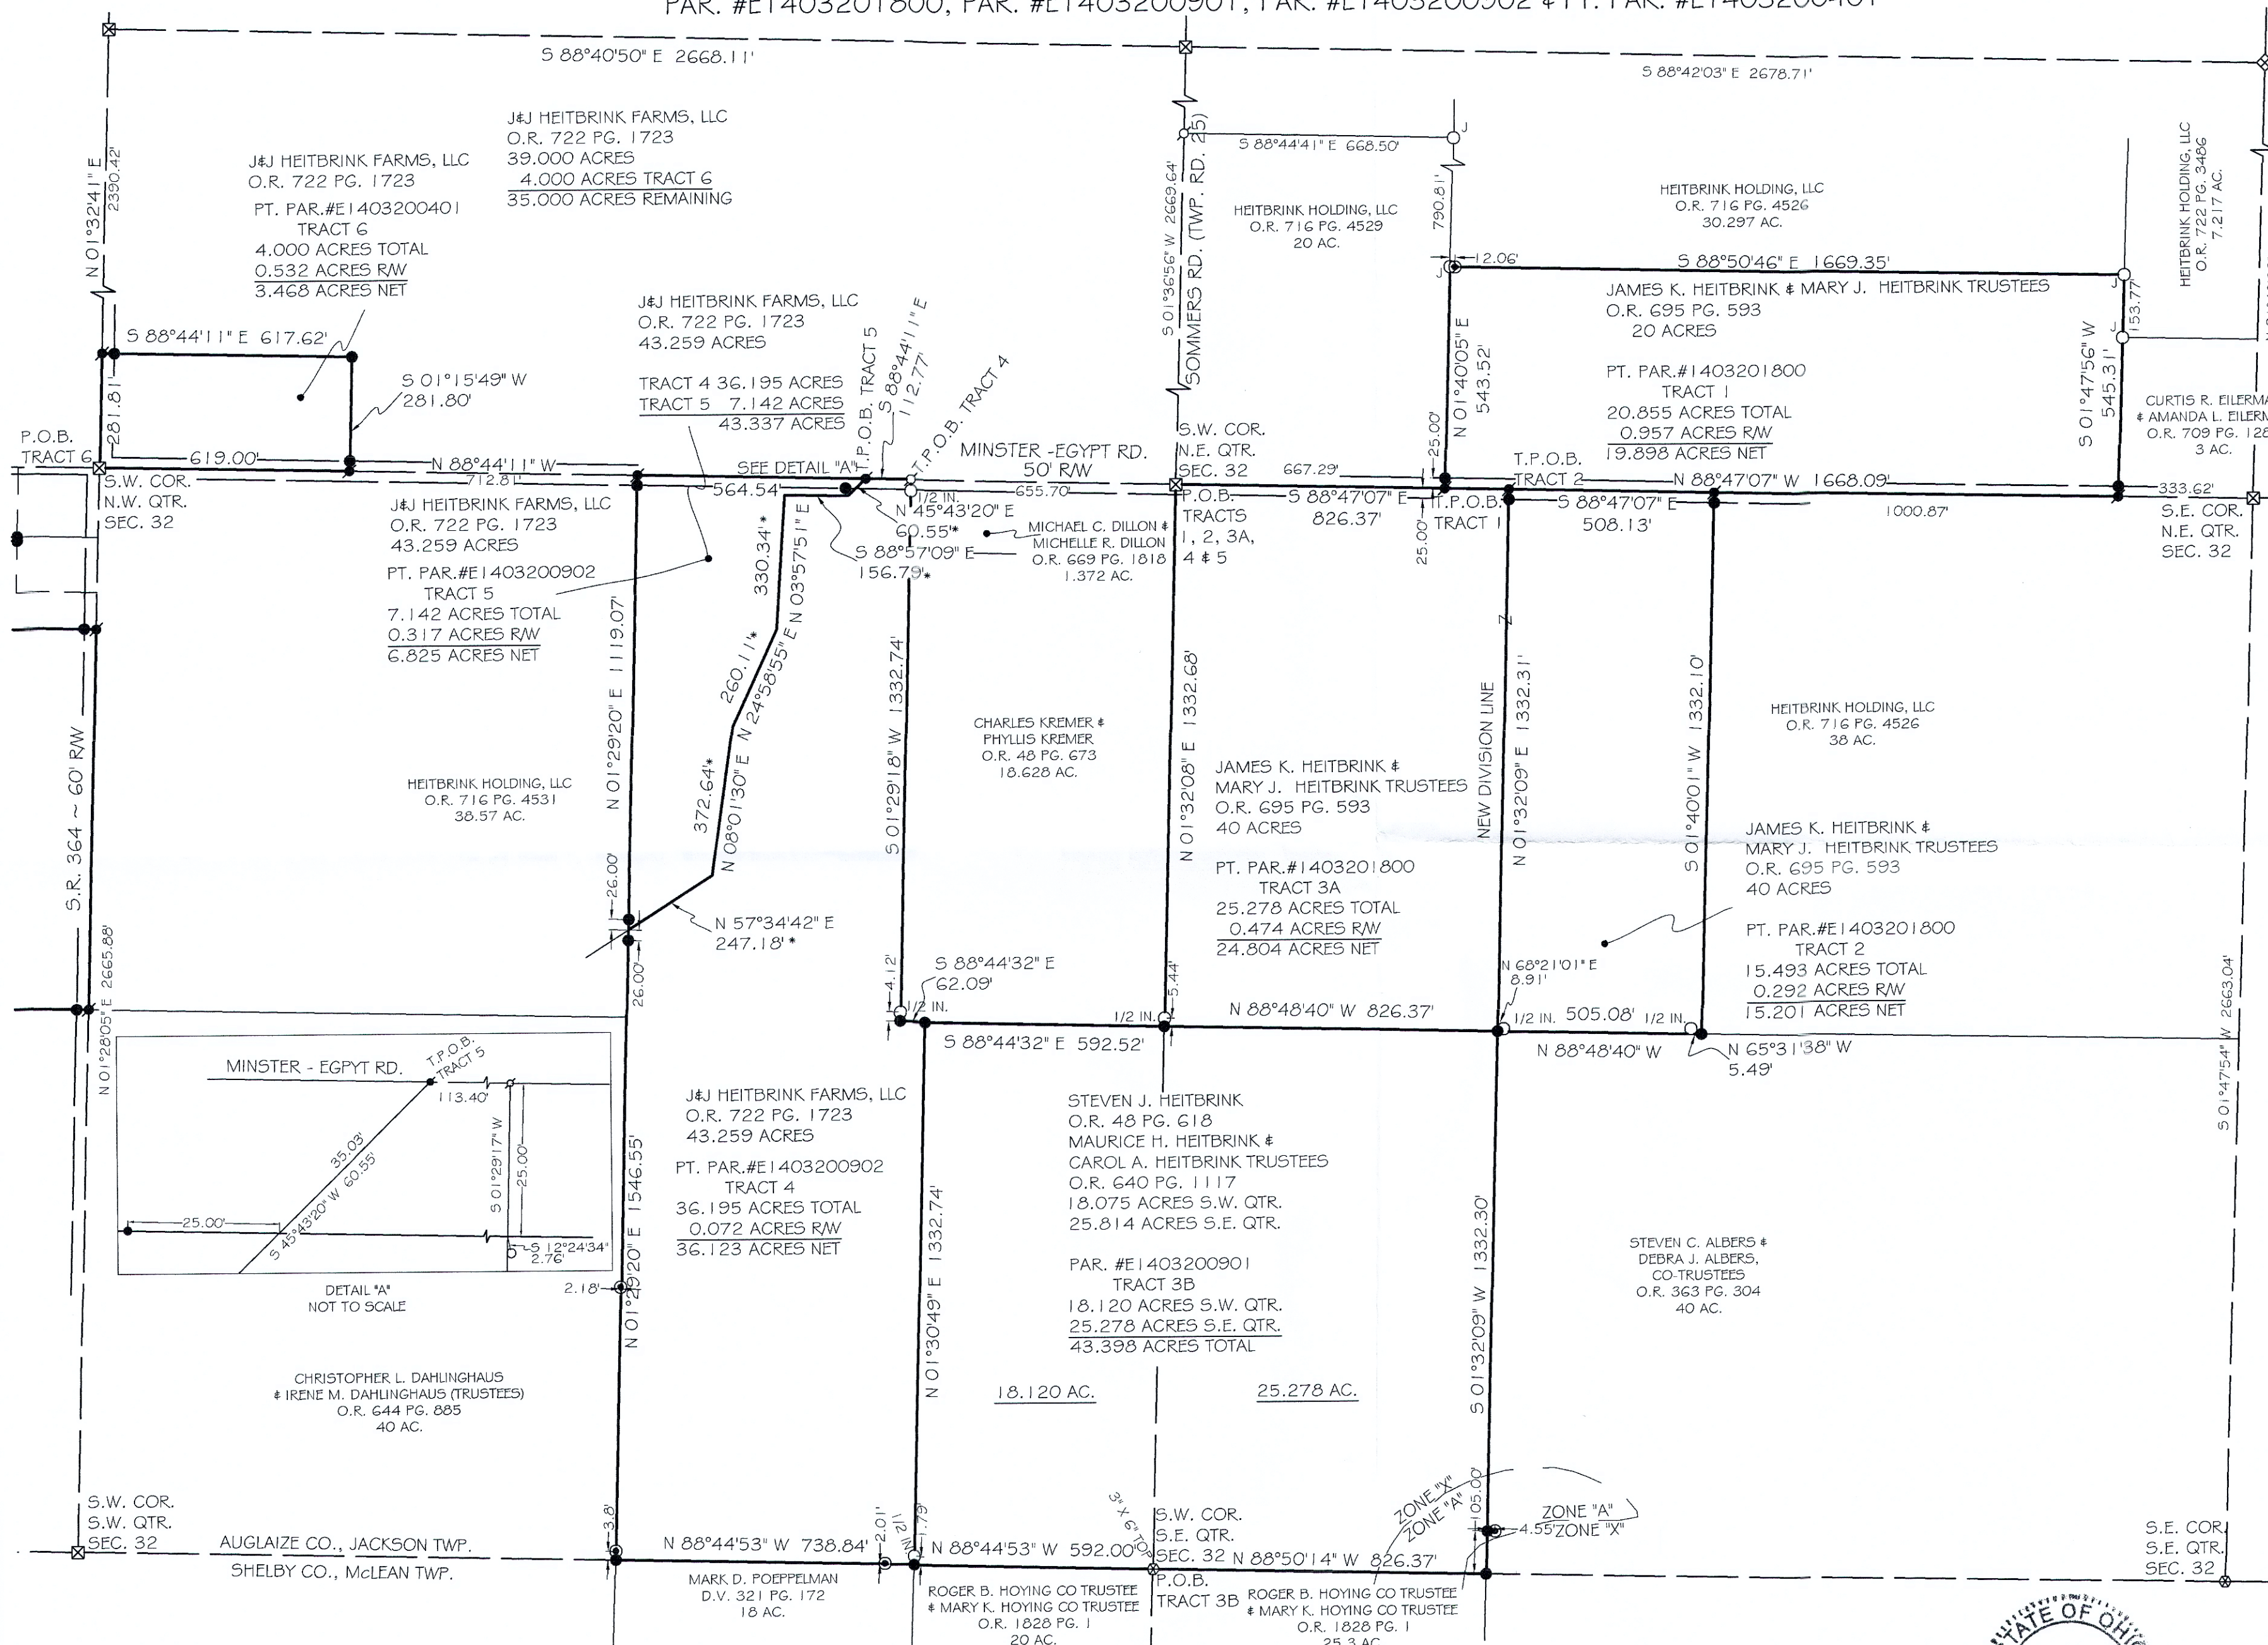 PAR. #E1403201800, PAR. #E1403200901, PAR. #E1403200902 & PT. PAR. #E1403200401
S 88°40'50" E 2668.11'
S 88°42'03" E 2678.71'
N 01°32'41" E
2390.42'
J&J HEITBRINK FARMS, LLC
O.R. 722 PG. 1723
PT. PAR.#E1403200401
TRACT 6
4.000 ACRES TOTAL
0.532 ACRES R/W
3.468 ACRES NET
J&J HEITBRINK FARMS, LLC
O.R. 722 PG. 1723
39.000 ACRES
4.000 ACRES TRACT 6
35.000 ACRES REMAINING
S 01°36'56" W 2669.64'
SOMMERS RD. (TWP. RD. 25)
S 88°44'41" E 668.50'
HEITBRINK HOLDING, LLC
O.R. 716 PG. 4529
20 AC.
790.81'
J
HEITBRINK HOLDING, LLC
O.R. 716 PG. 4526
30.297 AC.
HEITBRINK HOLDING, LLC
O.R. 722 PG. 3486
7.217 AC.
J
12.06'
S 88°50'46" E 1669.35'
J
153.77'
J
JAMES K. HEITBRINK & MARY J. HEITBRINK TRUSTEES
O.R. 695 PG. 593
20 ACRES
PT. PAR.#1403201800
TRACT 1
20.855 ACRES TOTAL
0.957 ACRES R/W
19.898 ACRES NET
N 01°40'05" E
543.52'
25.00'
S 01°47'56" W
545.31'
CURTIS R. EILERMA
& AMANDA L. EILERM
O.R. 709 PG. 128
3 AC.
S 88°44'11" E 617.62'
281.81'
S 01°15'49" W
281.80'
J&J HEITBRINK FARMS, LLC
O.R. 722 PG. 1723
43.259 ACRES
TRACT 4 36.195 ACRES
TRACT 5 7.142 ACRES
43.337 ACRES
T.P.O.B. TRACT 5
S 88°44'11" E
112.77'
T.P.O.B. TRACT 4
P.O.B.
TRACT 6
619.00'
N 88°44'11" W
712.81'
SEE DETAIL "A"
564.54'
MINSTER -EGYPT RD.
50' R/W
655.70'
1/2 IN.
S.W. COR.
N.E. QTR.
SEC. 32
667.29'
P.O.B.
TRACTS
1, 2, 3A,
4 & 5
S 88°47'07" E
826.37'
25.00'
T.P.O.B.
TRACT 1
T.P.O.B.
TRACT 2
N 88°47'07" W 1668.09'
S 88°47'07" E
508.13'
1000.87'
333.62'
S.E. COR.
N.E. QTR.
SEC. 32
S.W. COR.
N.W. QTR.
SEC. 32
J&J HEITBRINK FARMS, LLC
O.R. 722 PG. 1723
43.259 ACRES
PT. PAR.#E1403200902
TRACT 5
7.142 ACRES TOTAL
0.317 ACRES R/W
6.825 ACRES NET
N 45°43'20" E
60.55'*
S 88°57'09" E
156.79'*
MICHAEL C. DILLON &
MICHELLE R. DILLON
O.R. 669 PG. 1818
1.372 AC.
330.34'*
N 03°57'51" E
260.11'*
N 24°58'55" E
372.64'*
N 08°01'30" E
N 57°34'42" E
247.18' *
N 01°29'20" E 1119.07'
26.00'
26.00'
S 01°29'18" W 1332.74'
4.12'
HEITBRINK HOLDING, LLC
O.R. 716 PG. 4531
38.57 AC.
S.R. 364 ~ 60' R/W
N 01°28'05" E 2665.88'
CHARLES KREMER &
PHYLLIS KREMER
O.R. 48 PG. 673
18.628 AC.
N 01°32'08" E 1332.68'
5.44'
JAMES K. HEITBRINK &
MARY J. HEITBRINK TRUSTEES
O.R. 695 PG. 593
40 ACRES
PT. PAR.#1403201800
TRACT 3A
25.278 ACRES TOTAL
0.474 ACRES R/W
24.804 ACRES NET
NEW DIVISION LINE
N 01°32'09" E 1332.31'
Z
S 01°40'01" W 1332.10'
HEITBRINK HOLDING, LLC
O.R. 716 PG. 4526
38 AC.
JAMES K. HEITBRINK &
MARY J. HEITBRINK TRUSTEES
O.R. 695 PG. 593
40 ACRES
PT. PAR.#E1403201800
TRACT 2
15.493 ACRES TOTAL
0.292 ACRES R/W
15.201 ACRES NET
S 01°47'54" W 2663.04'
S 88°44'32" E
62.09'
1/2 IN.
S 88°44'32" E 592.52'
1/2 IN.
N 88°48'40" W 826.37'
N 68°21'01" E
8.91'
1/2 IN. 505.08' 1/2 IN.
N 88°48'40" W
N 65°31'38" W
5.49'
MINSTER - EGPYT RD.
T.P.O.B.
TRACT 5
113.40'
35.03'
S 45°43'20" W 60.55'
S 01°29'17" W
25.00'
25.00'
S 12°24'34"
2.76'
DETAIL "A"
NOT TO SCALE
2.18'
N 01°29'20" E 1546.55'
J&J HEITBRINK FARMS, LLC
O.R. 722 PG. 1723
43.259 ACRES
PT. PAR.#E1403200902
TRACT 4
36.195 ACRES TOTAL
0.072 ACRES R/W
36.123 ACRES NET
N 01°30'49" E 1332.74'
STEVEN J. HEITBRINK
O.R. 48 PG. 618
MAURICE H. HEITBRINK &
CAROL A. HEITBRINK TRUSTEES
O.R. 640 PG. 1117
18.075 ACRES S.W. QTR.
25.814 ACRES S.E. QTR.
PAR. #E1403200901
TRACT 3B
18.120 ACRES S.W. QTR.
25.278 ACRES S.E. QTR.
43.398 ACRES TOTAL
18.120 AC.
25.278 AC.
S 01°32'09" W 1332.30'
STEVEN C. ALBERS &
DEBRA J. ALBERS,
CO-TRUSTEES
O.R. 363 PG. 304
40 AC.
CHRISTOPHER L. DAHLINGHAUS
& IRENE M. DAHLINGHAUS (TRUSTEES)
O.R. 644 PG. 885
40 AC.
S.W. COR.
S.W. QTR.
SEC. 32
AUGLAIZE CO., JACKSON TWP.
SHELBY CO., McLEAN TWP.
3.8'
N 88°44'53" W 738.84'
2.01'
1/2 IN.
1.79'
N 88°44'53" W 592.00'
3" X 6" TOP
S.W. COR.
S.E. QTR.
SEC. 32
N 88°50'14" W 826.37'
P.O.B.
TRACT 3B
ZONE "X"
ZONE "A"
105.00'
4.55'
ZONE "A"
ZONE "X"
S.E. COR.
S.E. QTR.
SEC. 32
MARK D. POEPPELMAN
D.V. 321 PG. 172
18 AC.
ROGER B. HOYING CO TRUSTEE
& MARY K. HOYING CO TRUSTEE
O.R. 1828 PG. 1
20 AC.
ROGER B. HOYING CO TRUSTEE
& MARY K. HOYING CO TRUSTEE
O.R. 1828 PG. 1
25.3 AC.
STATE OF OHIO